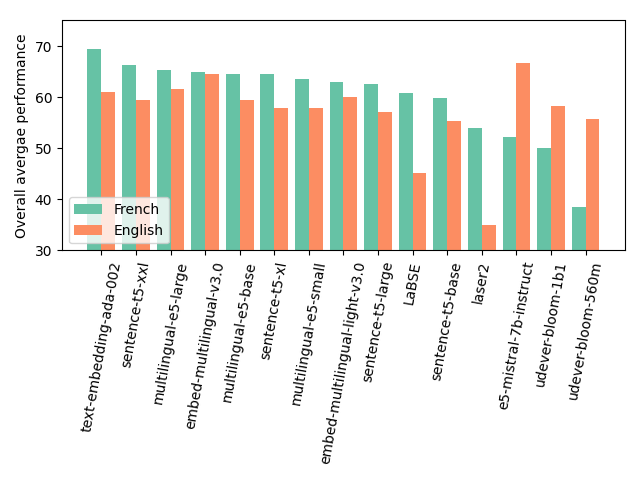 Overall avergae performance
70
60
50
40
30
French
English
text-embedding-ada-002
sentence-t5-xxl
multilingual-e5-large
embed-multilingual-v3.0
multilingual-e5-base
sentence-t5-xl
multilingual-e5-small
embed-multilingual-light-v3.0
sentence-t5-large
LaBSE
sentence-t5-base
laser2
e5-mistral-7b-instruct
udever-bloom-1b1
udever-bloom-560m